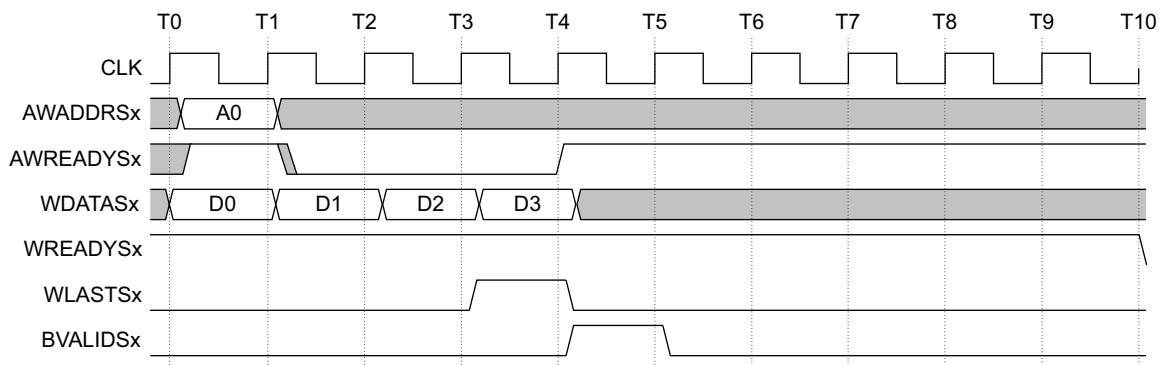 T0 T1 T2 T3 T4 T5 T6 T7 T8 T9 T10
CLK
AWADDRSx A0
AWREADYSx
WDATASx D0 D1 D2 D3
WREADYSx
WLASTSx
BVALIDSx